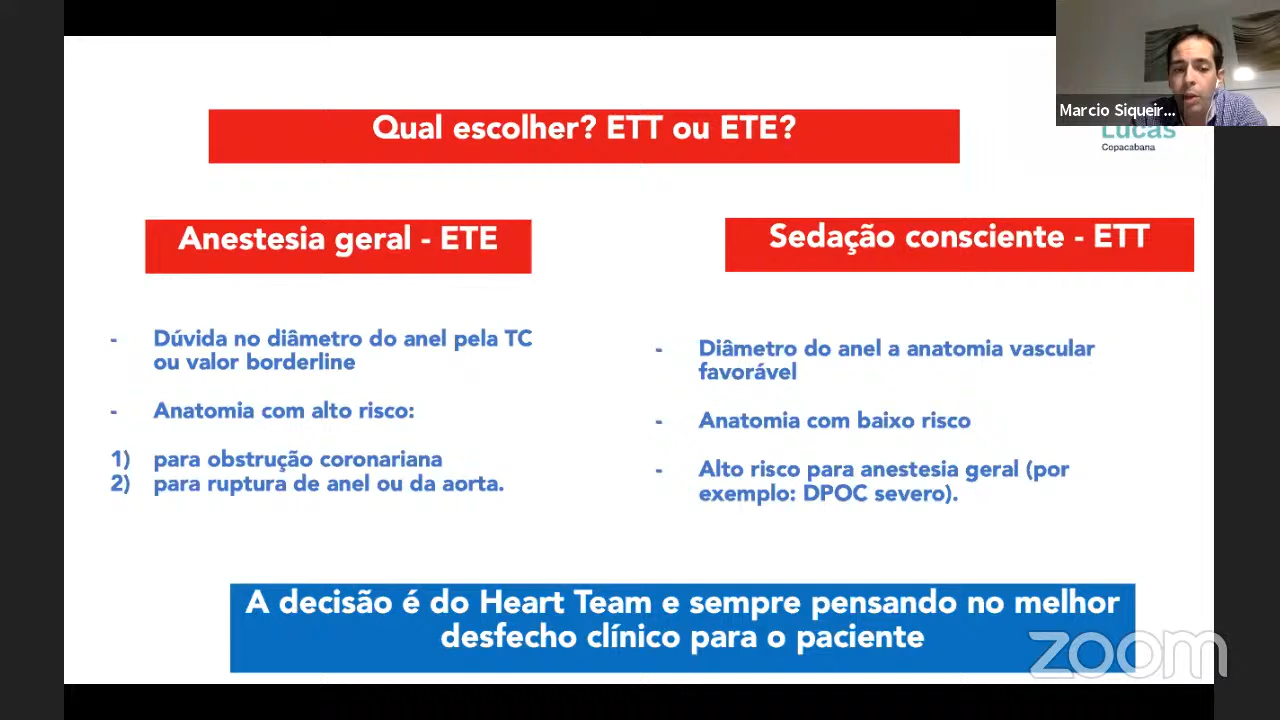 Marcio Siqueir...
Lucas
Copacabana
Qual escolher? ETT ou ETE?
Anestesia geral - ETE
- Dúvida no diâmetro do anel pela TC
ou valor borderline
- Anatomia com alto risco:
1) para obstrução coronariana
2) para ruptura de anel ou da aorta.
Sedação consciente - ETT
- Diâmetro do anel a anatomia vascular
favorável
- Anatomia com baixo risco
- Alto risco para anestesia geral (por
exemplo: DPOC severo).
A decisão é do Heart Team e sempre pensando no melhor
desfecho clínico para o paciente
zoom